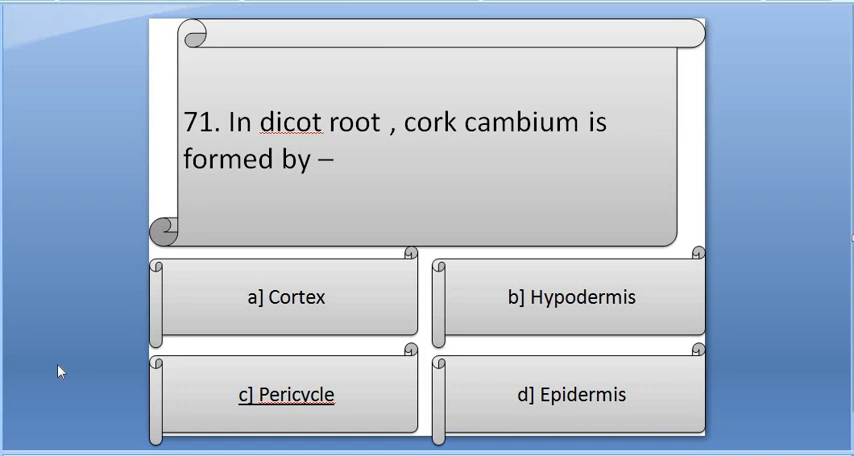 71. In dicot root , cork cambium is
formed by –
a] Cortex
b] Hypodermis
c] Pericycle
d] Epidermis